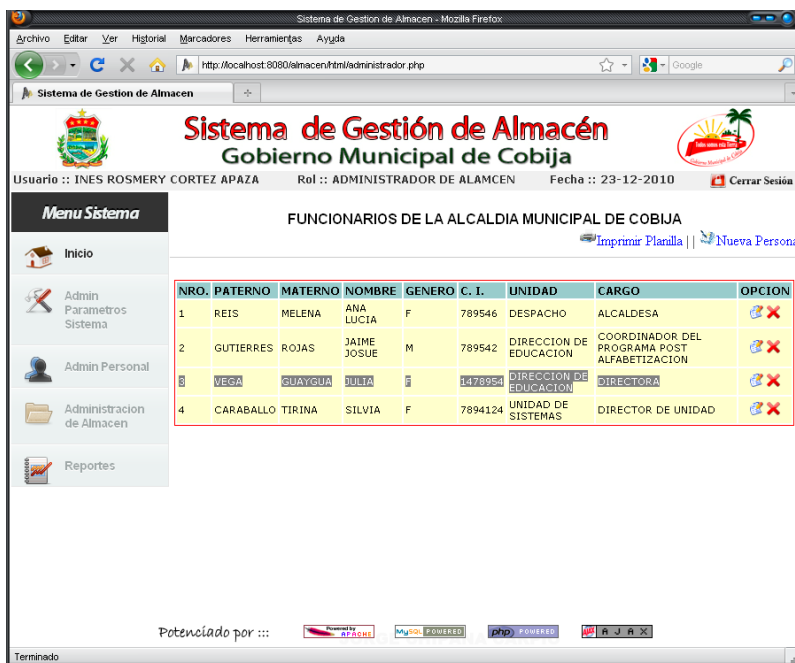 Sistema de Gestion de Almacen - Mozilla Firefox
Archivo Editar Ver Historial Marcadores Herramientas Ayuda
http://localhost:8080/almacen/html/administrador.php
Google
Sistema de Gestion de Almacen
Sistema de Gestión de Almacén
Gobierno Municipal de Cobija
Usuario :: INES ROSMERY CORTEZ APAZA Rol :: ADMINISTRADOR DE ALAMCEN Fecha :: 23-12-2010 Cerrar Sesión
Menu Sistema
Inicio
Admin
Parametros
Sistema
Admin Personal
Administracion
de Almacen
Reportes
FUNCIONARIOS DE LA ALCALDIA MUNICIPAL DE COBIJA
Imprimir Planilla || Nueva Persona
NRO. PATERNO MATERNO NOMBRE GENERO C. I. UNIDAD CARGO OPCION
1 REIS MELENA ANA LUCIA F 789546 DESPACHO ALCALDESA
2 GUTIERRES ROJAS JAIME JOSUE M 789542 DIRECCION DE EDUCACION COORDINADOR DEL PROGRAMA POST ALFABETIZACION
3 VEGA GUAYGUA JULIA F 1478954 DIRECCION DE EDUCACION DIRECTORA
4 CARABALLO TIRINA SILVIA F 7894124 UNIDAD DE SISTEMAS DIRECTOR DE UNIDAD
Potenciado por :::
Powered by APACHE
MySQL POWERED
php POWERED
AJAX
Terminado